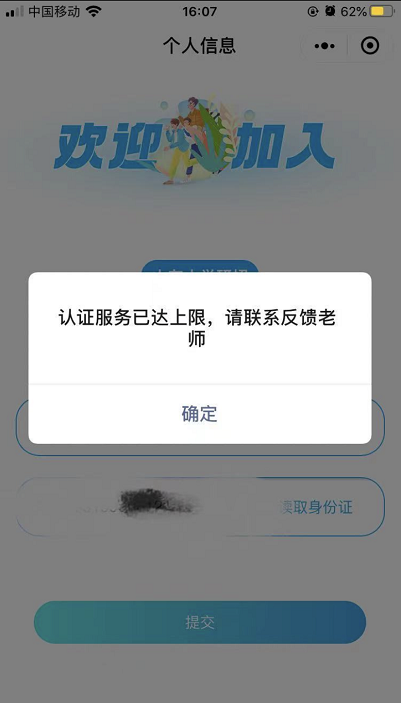 中国移动
16:07
62%
个人信息
欢迎加入
认证服务已达上限，请联系反馈老
师
确定
取身份证
提交